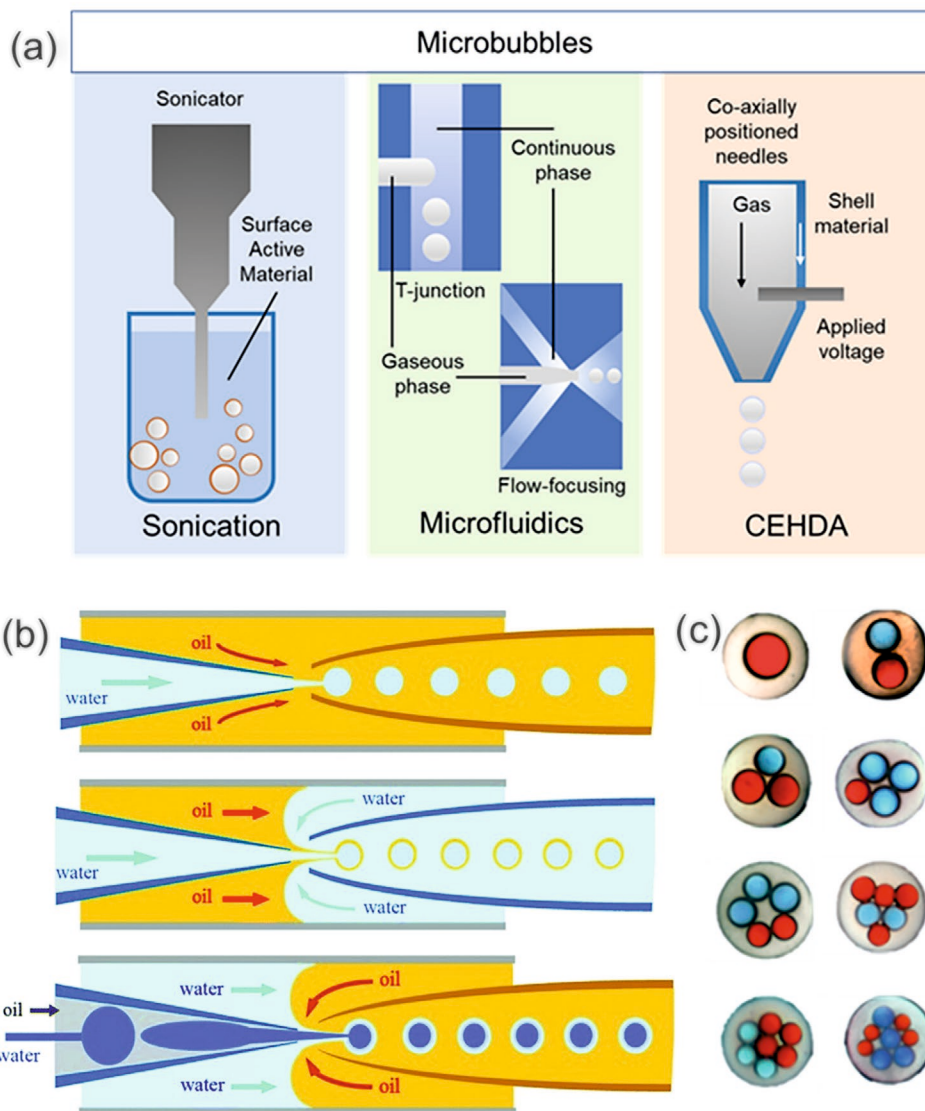 (a)
Microbubbles
Sonicator
Surface
Active
Material
Sonication
Continuous
phase
T-junction
Gaseous
phase
Flow-focusing
Microfluidics
Co-axially
positioned
needles
Gas
Shell
material
Applied
voltage
CEHDA
(b)
oil
water
oil
oil
water
water
oil
water
water
oil
oil
water
water
(c)